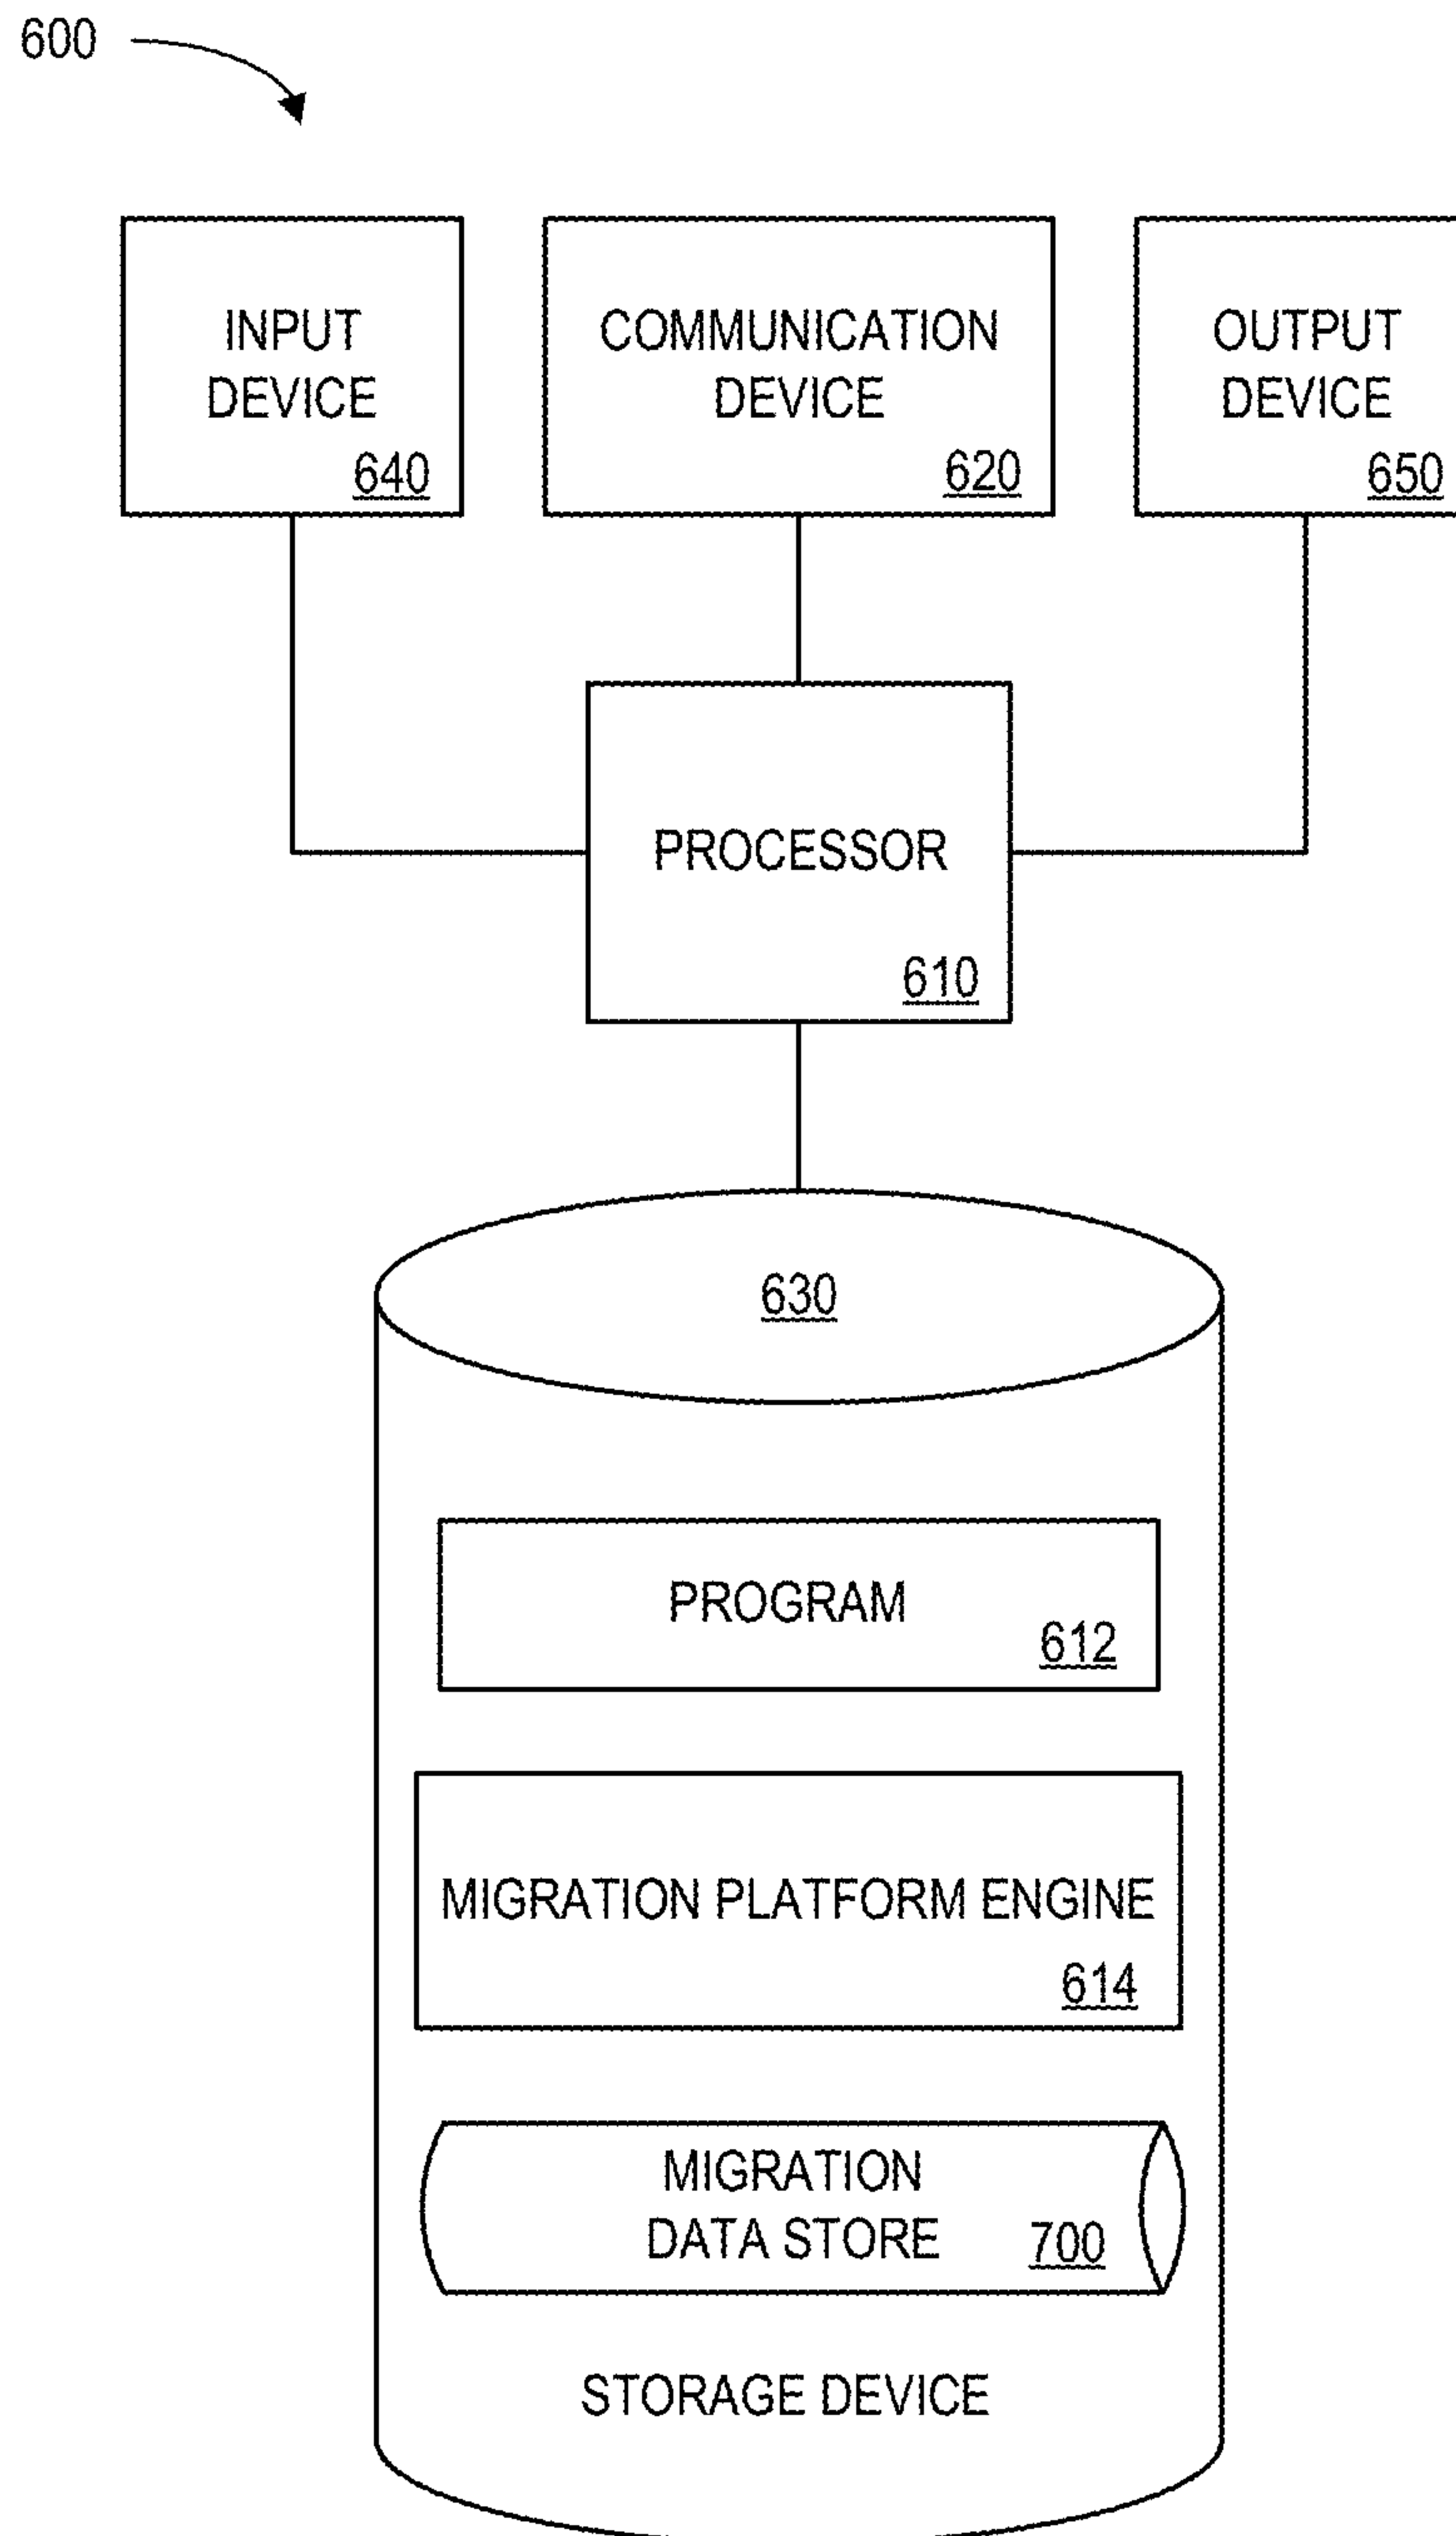 600
INPUT
DEVICE
640
COMMUNICATION
DEVICE
620
OUTPUT
DEVICE
650
PROCESSOR
610
630
PROGRAM
612
MIGRATION PLATFORM ENGINE
614
MIGRATION
DATA STORE
700
STORAGE DEVICE